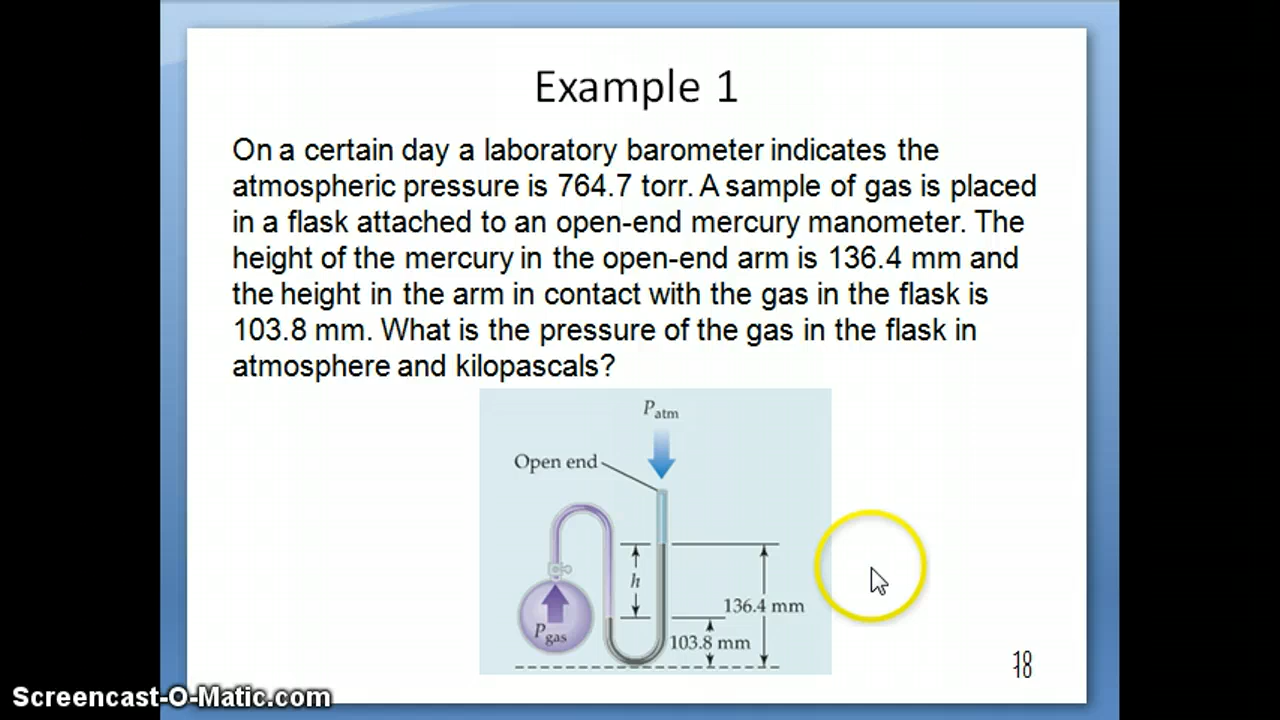 Example 1
On a certain day a laboratory barometer indicates the
atmospheric pressure is 764.7 torr. A sample of gas is placed
in a flask attached to an open-end mercury manometer. The
height of the mercury in the open-end arm is 136.4 mm and
the height in the arm in contact with the gas in the flask is
103.8 mm. What is the pressure of the gas in the flask in
atmosphere and kilopascals?
Patm
Open end
h
136.4 mm
Pgas
103.8 mm
18
Screencast-O-Matic.com